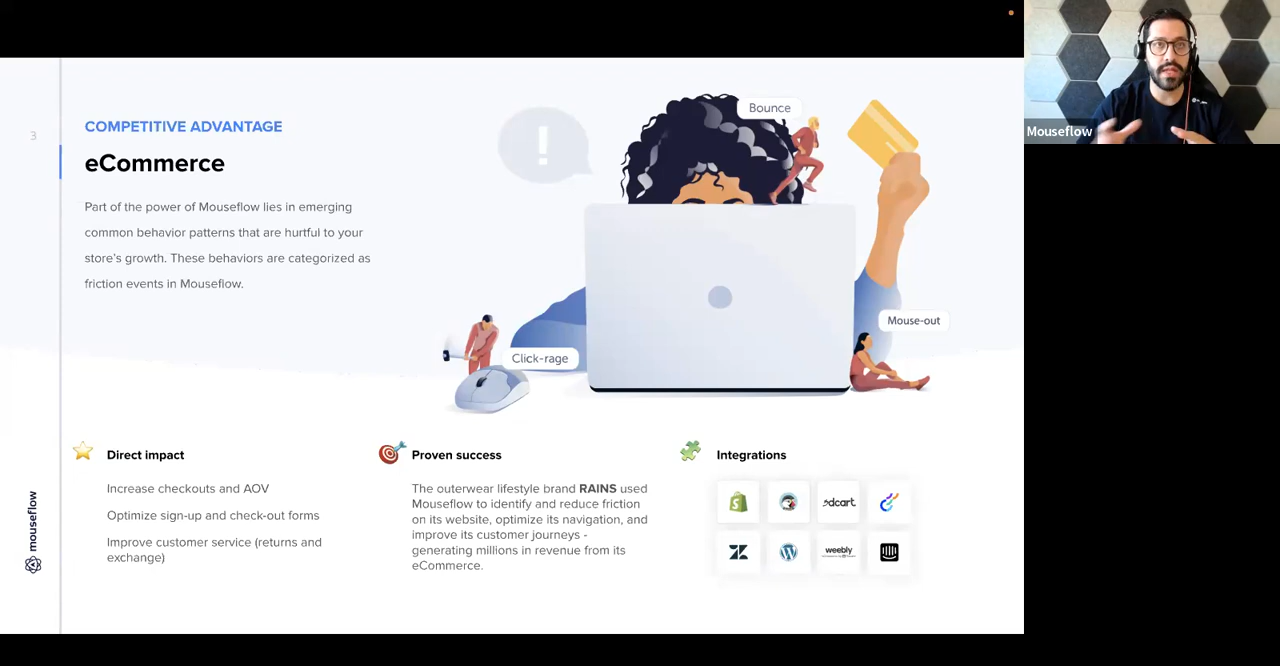 3
COMPETITIVE ADVANTAGE
eCommerce
Part of the power of Mouseflow lies in emerging
common behavior patterns that are hurtful to your
store's growth. These behaviors are categorized as
friction events in Mouseflow.
!
Bounce
Click-rage
Mouse-out
Mouseflow
Direct impact
Increase checkouts and AOV
Optimize sign-up and check-out forms
Improve customer service (returns and
exchange)
Proven success
The outerwear lifestyle brand RAINS used
Mouseflow to identify and reduce friction
on its website, optimize its navigation, and
improve its customer journeys -
generating millions in revenue from its
eCommerce.
Integrations
3dcart
weebly
mouseflow